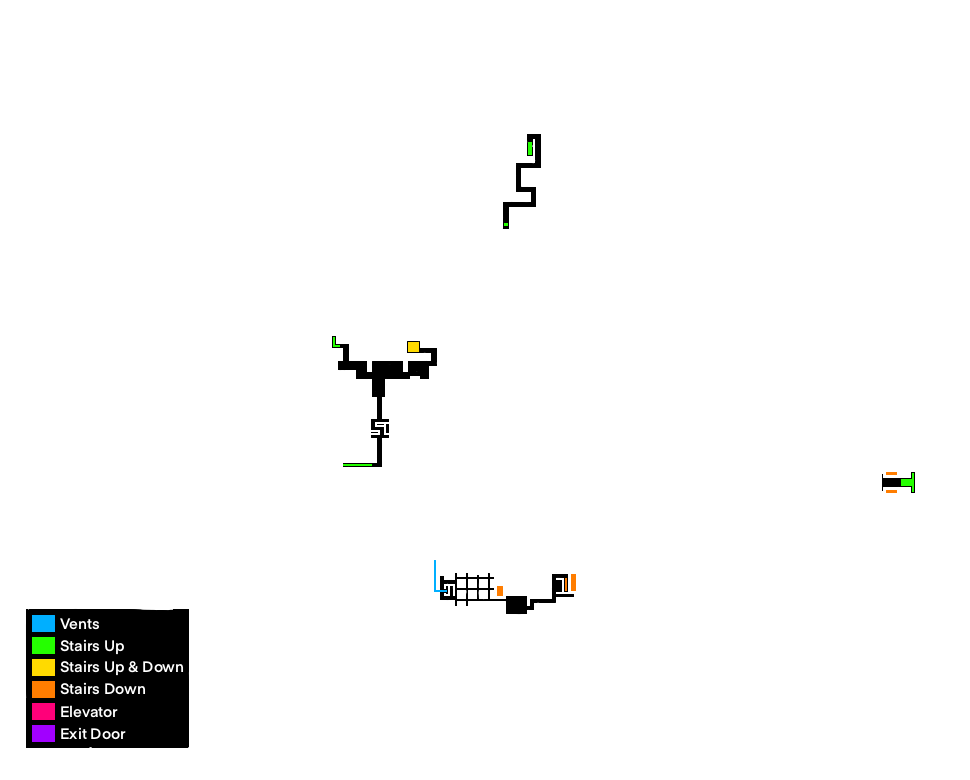 Vents
Stairs Up
Stairs Up & Down
Stairs Down
Elevator
Exit Door